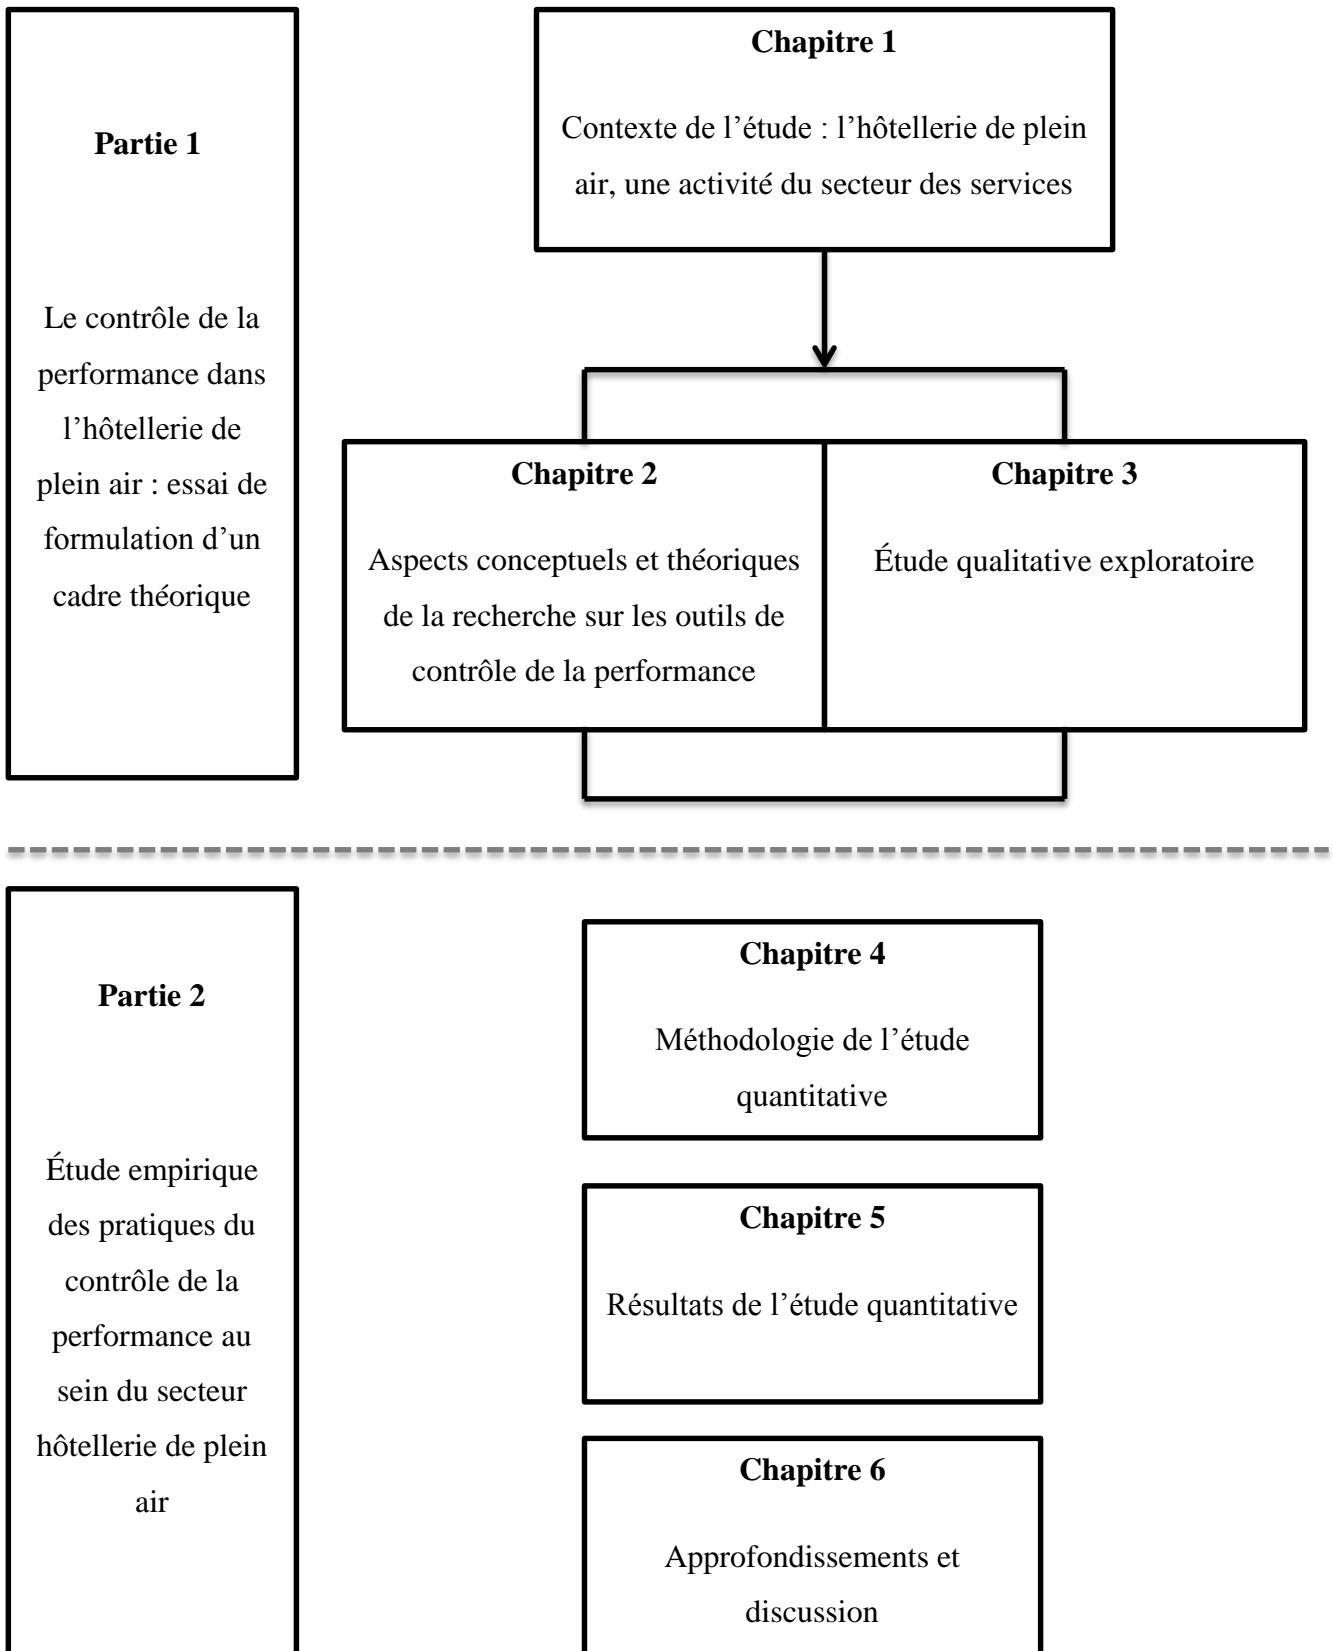 Partie 1
Le contrôle de la
performance dans
l’hôtellerie de
plein air : essai de
formulation d’un
cadre théorique
Chapitre 1
Contexte de l’étude : l’hôtellerie de plein
air, une activité du secteur des services
Chapitre 2
Aspects conceptuels et théoriques
de la recherche sur les outils de
contrôle de la performance
Chapitre 3
Étude qualitative exploratoire
Partie 2
Étude empirique
des pratiques du
contrôle de la
performance au
sein du secteur
hôtellerie de plein
air
Chapitre 4
Méthodologie de l’étude
quantitative
Chapitre 5
Résultats de l’étude quantitative
Chapitre 6
Approfondissements et
discussion